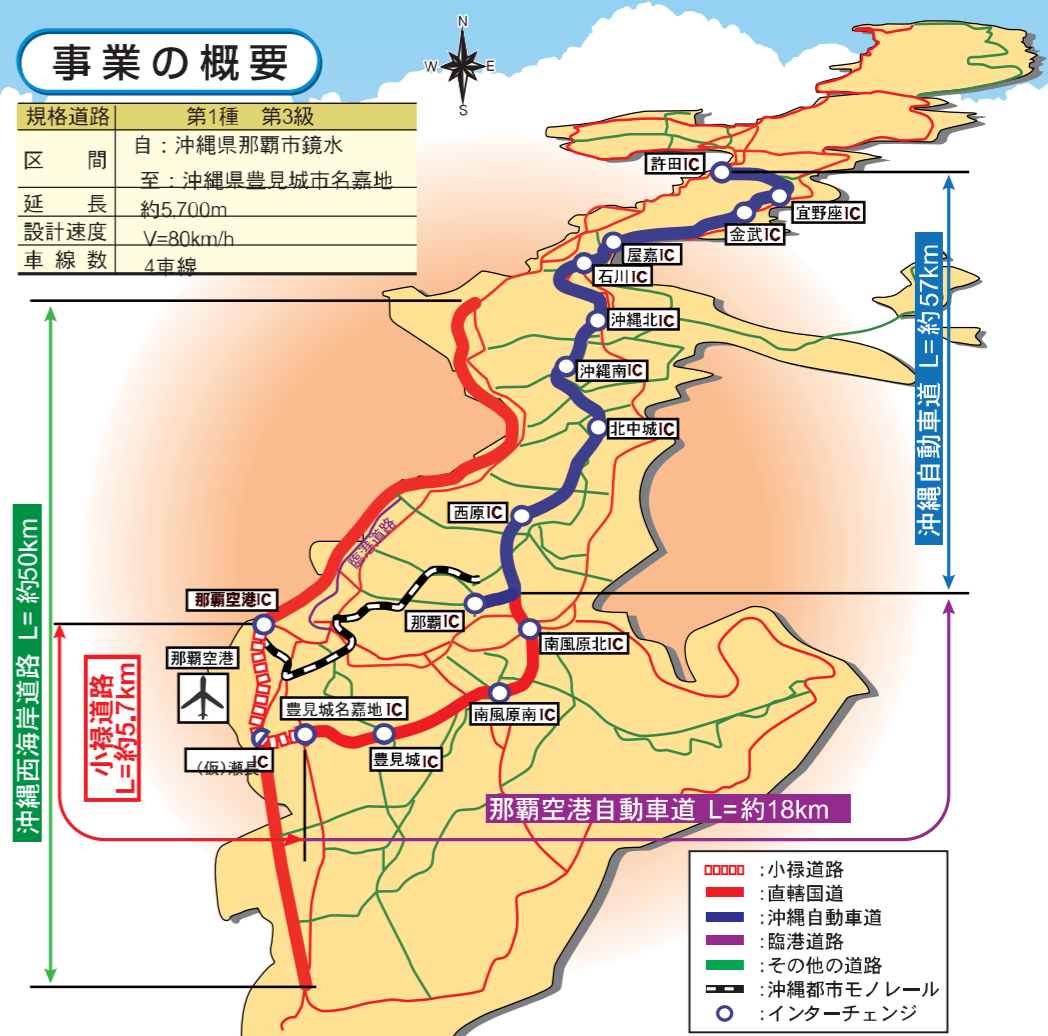 事業の概要
N
W E
S
規格道路 第1種 第3級
区間 自：沖縄県那覇市鏡水
至：沖縄県豊見城市名嘉地
延長 約5,700m
設計速度 V=80km/h
車線数 4車線
許田IC
宜野座IC
金武IC
屋嘉IC
石川IC
沖縄北IC
沖縄南IC
北中城IC
西原IC
那覇IC
沖縄自動車道 L=約57km
臨港道路
那覇空港IC
那覇空港
南風原北IC
南風原南IC
豊見城名嘉地IC
豊見城IC
(仮)瀬長IC
小禄道路
L=約5.7km
沖縄西海岸道路 L=約50km
那覇空港自動車道 L=約18km
:小禄道路
:直轄国道
:沖縄自動車道
:臨港道路
:その他の道路
:沖縄都市モノレール
:インターチェンジ